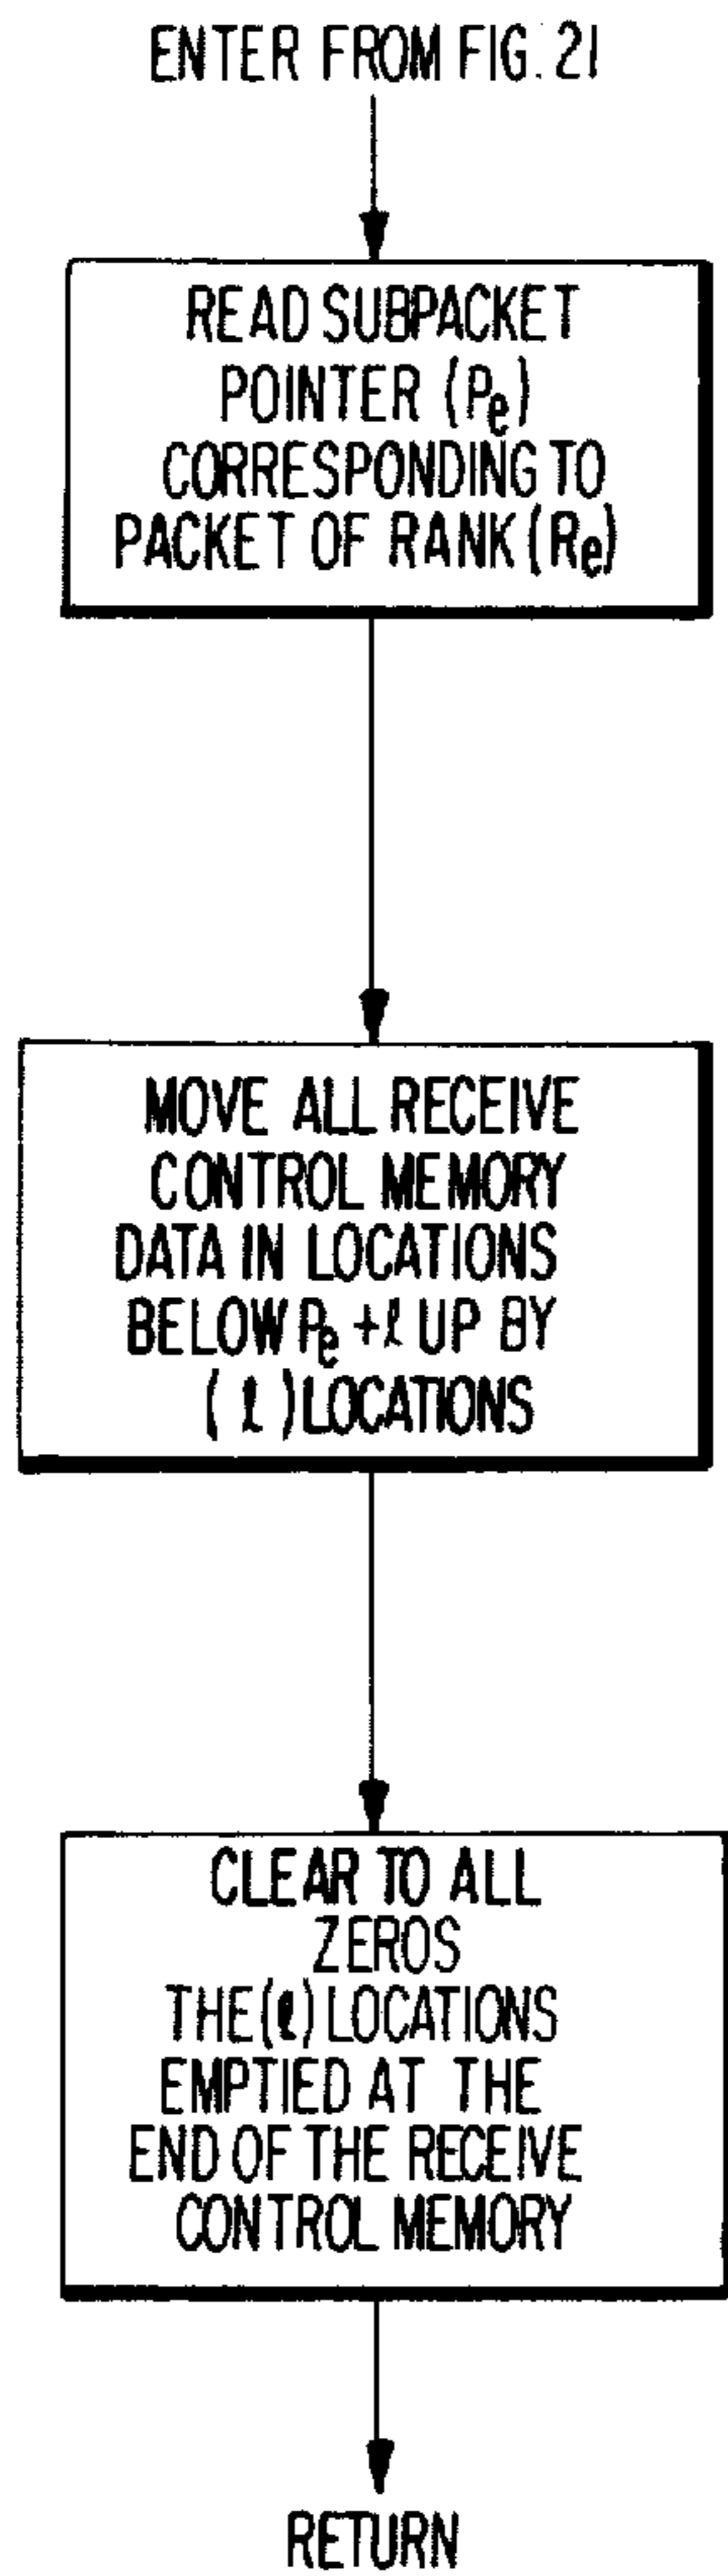 ENTER FROM FIG. 21
READ SUBPACKET
POINTER (Pe)
CORRESPONDING TO
PACKET OF RANK (Re)
MOVE ALL RECEIVE
CONTROL MEMORY
DATA IN LOCATIONS
BELOW Pe +ℓ UP BY
(ℓ) LOCATIONS
CLEAR TO ALL
ZEROS
THE (ℓ) LOCATIONS
EMPTIED AT THE
END OF THE RECEIVE
CONTROL MEMORY
RETURN